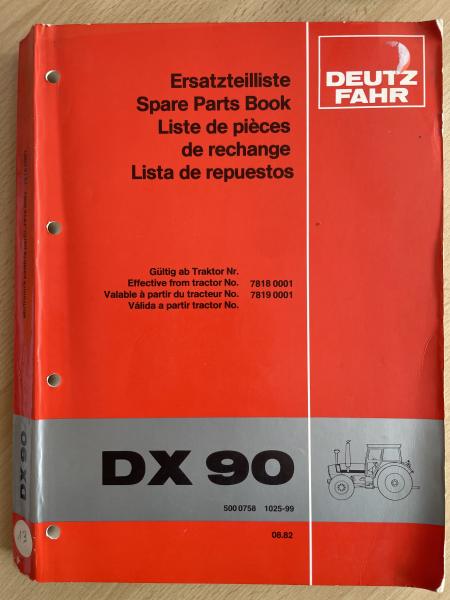 DEUTZ
FAHR
Ersatzteilliste
Spare Parts Book
Liste de pièces
de rechange
Lista de repuestos
Gültig ab Traktor Nr.
Effective from tractor No. 7818 0001
Valable à partir du tracteur No. 7819 0001
Válida a partir tractor No.
DX 90
500 0758 1025-99
08.82
DX 90